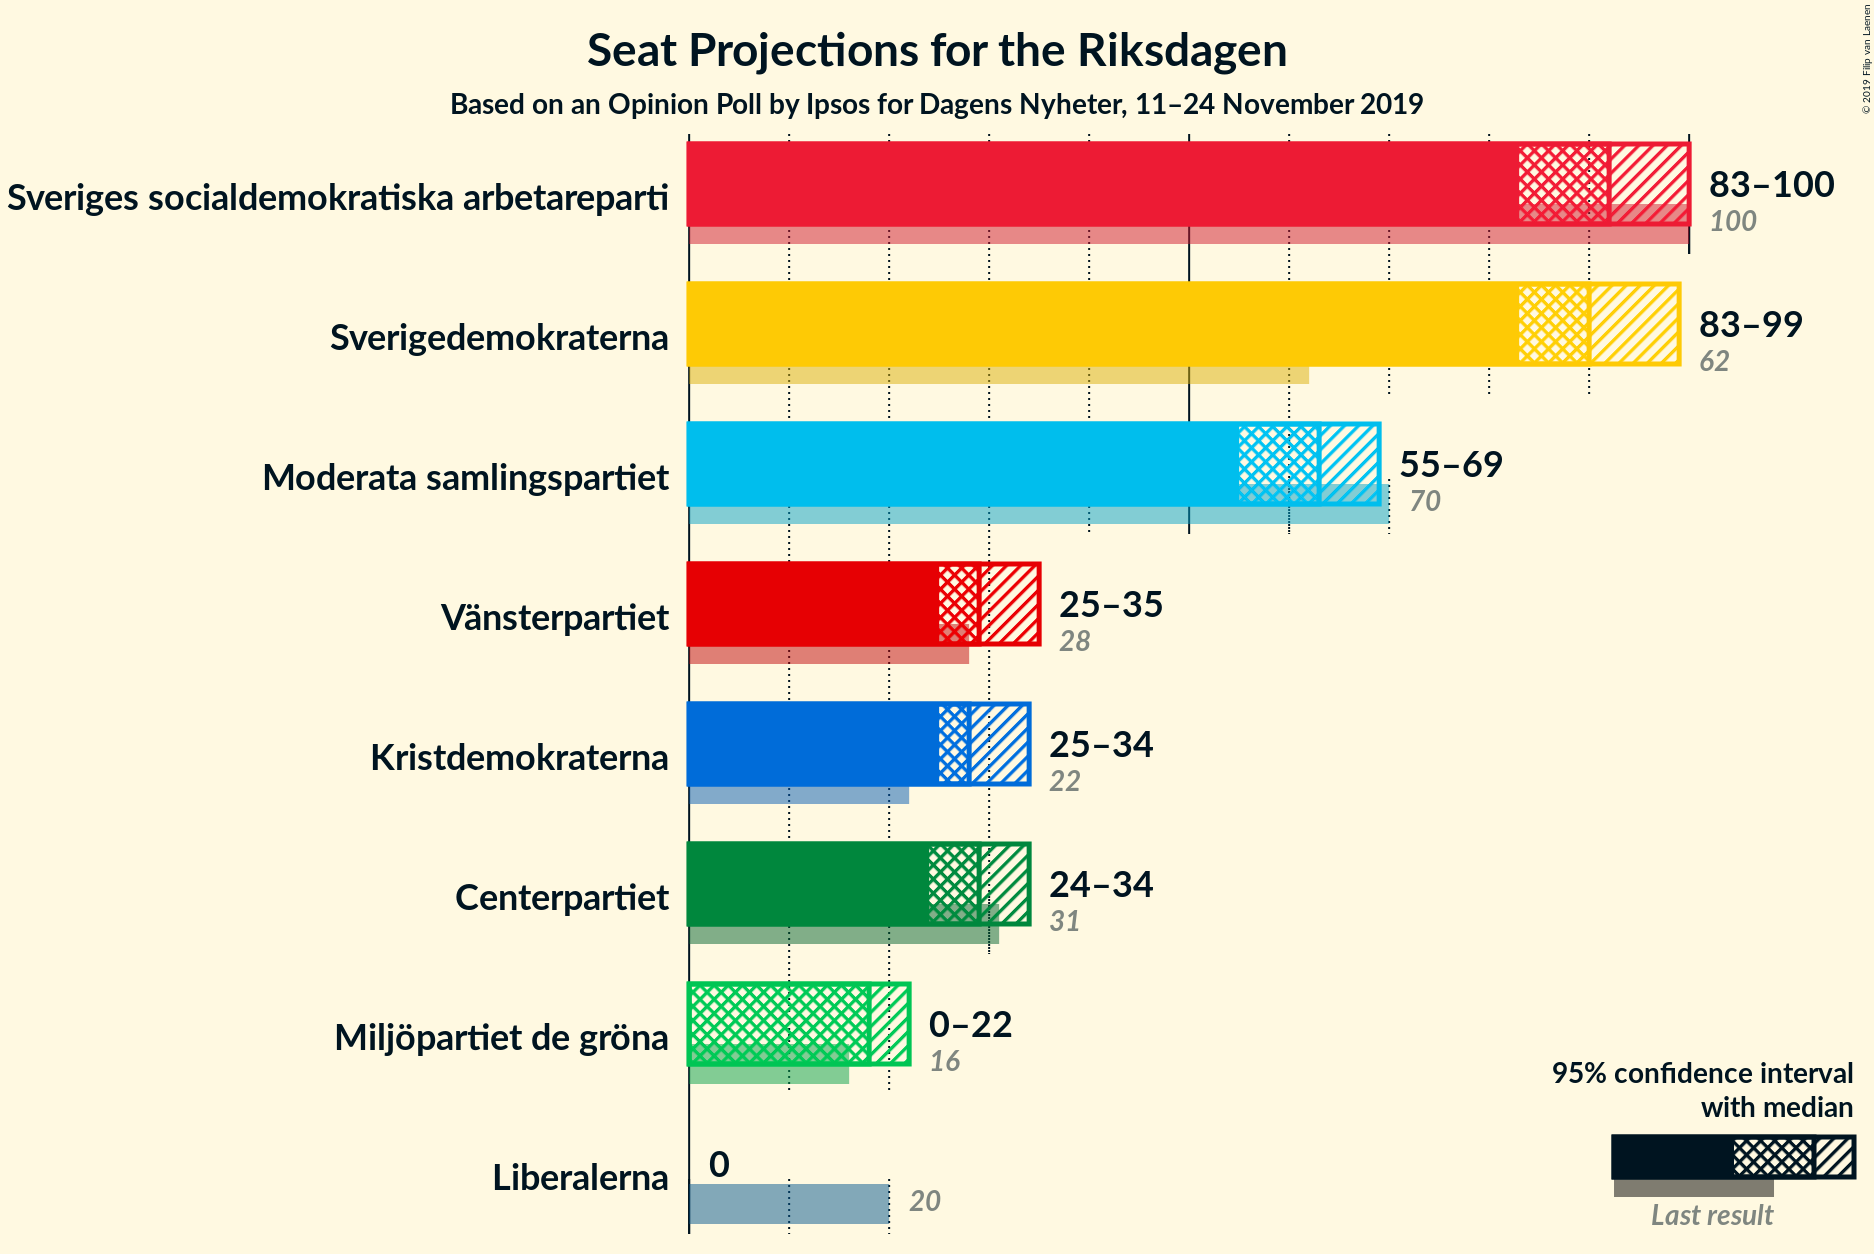 Seat Projections for the Riksdagen
Based on an Opinion Poll by Ipsos for Dagens Nyheter, 11–24 November 2019
© 2019 Filip van Laenen
Sveriges socialdemokratiska arbetareparti
83–100
100
Sverigedemokraterna
83–99
62
Moderata samlingspartiet
55–69
70
Vänsterpartiet
25–35
28
Kristdemokraterna
25–34
22
Centerpartiet
24–34
31
Miljöpartiet de gröna
0–22
16
Liberalerna
0
20
95% confidence interval
with median
Last result